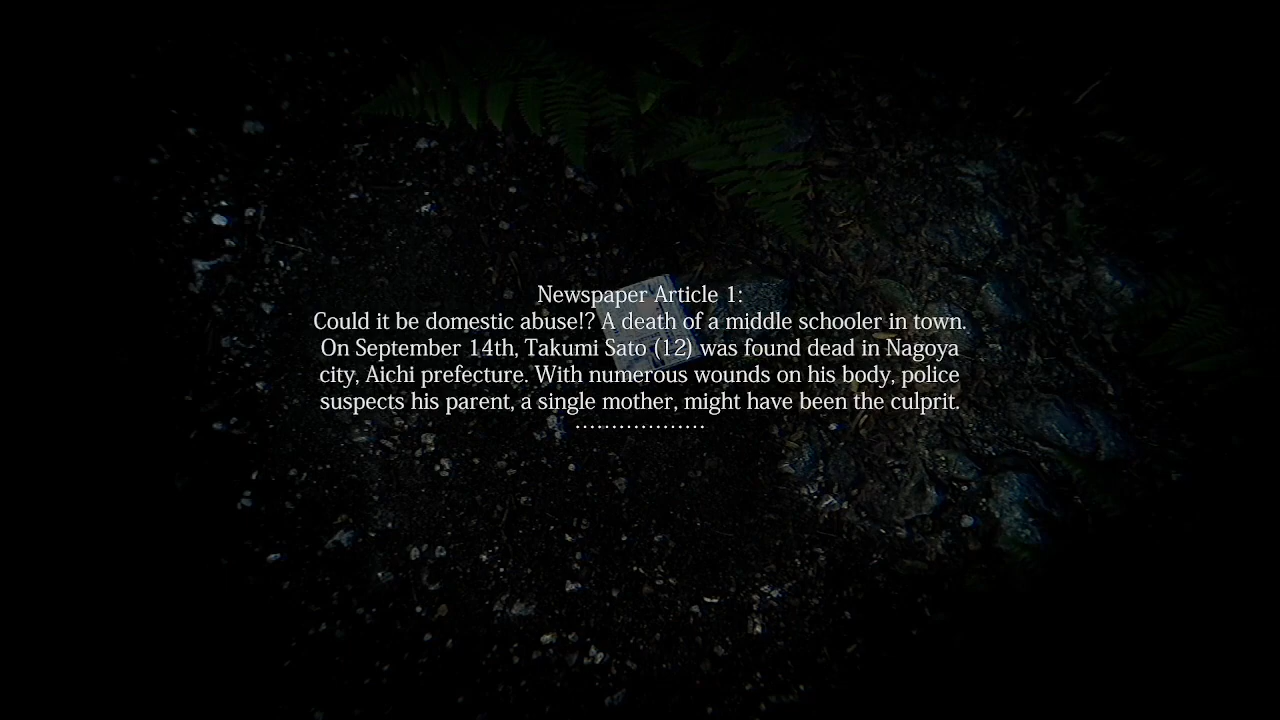 Newspaper Article 1:
Could it be domestic abuse!? A death of a middle schooler in town.
On September 14th, Takumi Sato (12) was found dead in Nagoya
city, Aichi prefecture. With numerous wounds on his body, police
suspects his parent, a single mother, might have been the culprit.
..................